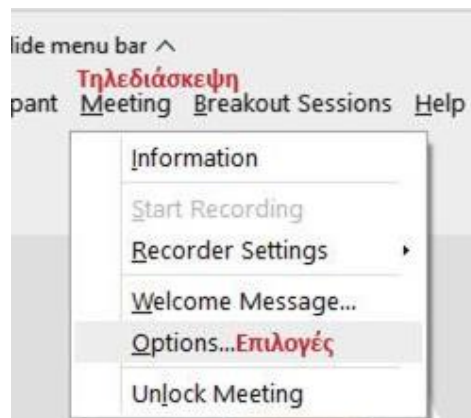 lide menu bar ^
Τηλεδιάσκεψη
pant Meeting Breakout Sessions Help
Information
Start Recording
Recorder Settings
Welcome Message...
Options...Επιλογές
Unlock Meeting